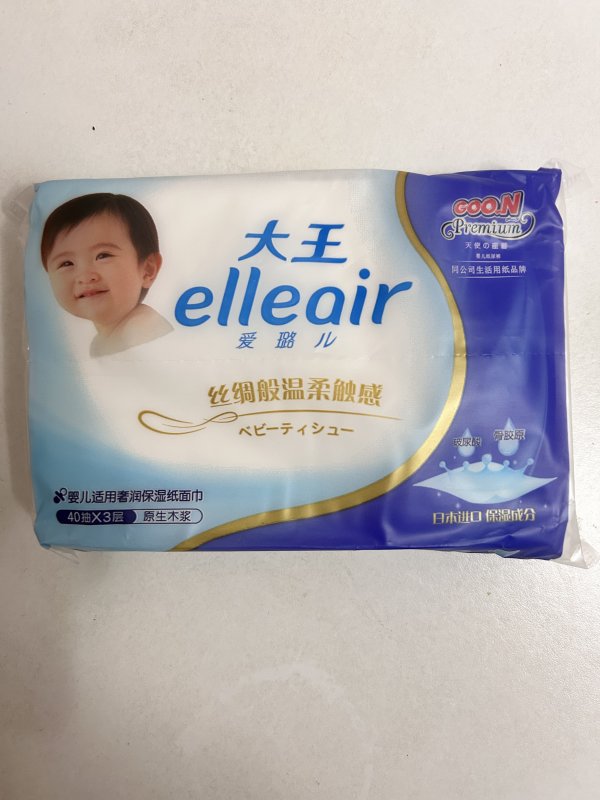 大王
elleair
爱璐儿
丝绸般温柔触感
ベビーティシュー
婴儿适用奢润保湿纸面巾
40抽X3层
原生木浆
GOO.N
Premium
天使の
婴儿纸尿裤
同公司生活用纸品牌
玻尿酸
骨胶原
日本进口 保湿成分